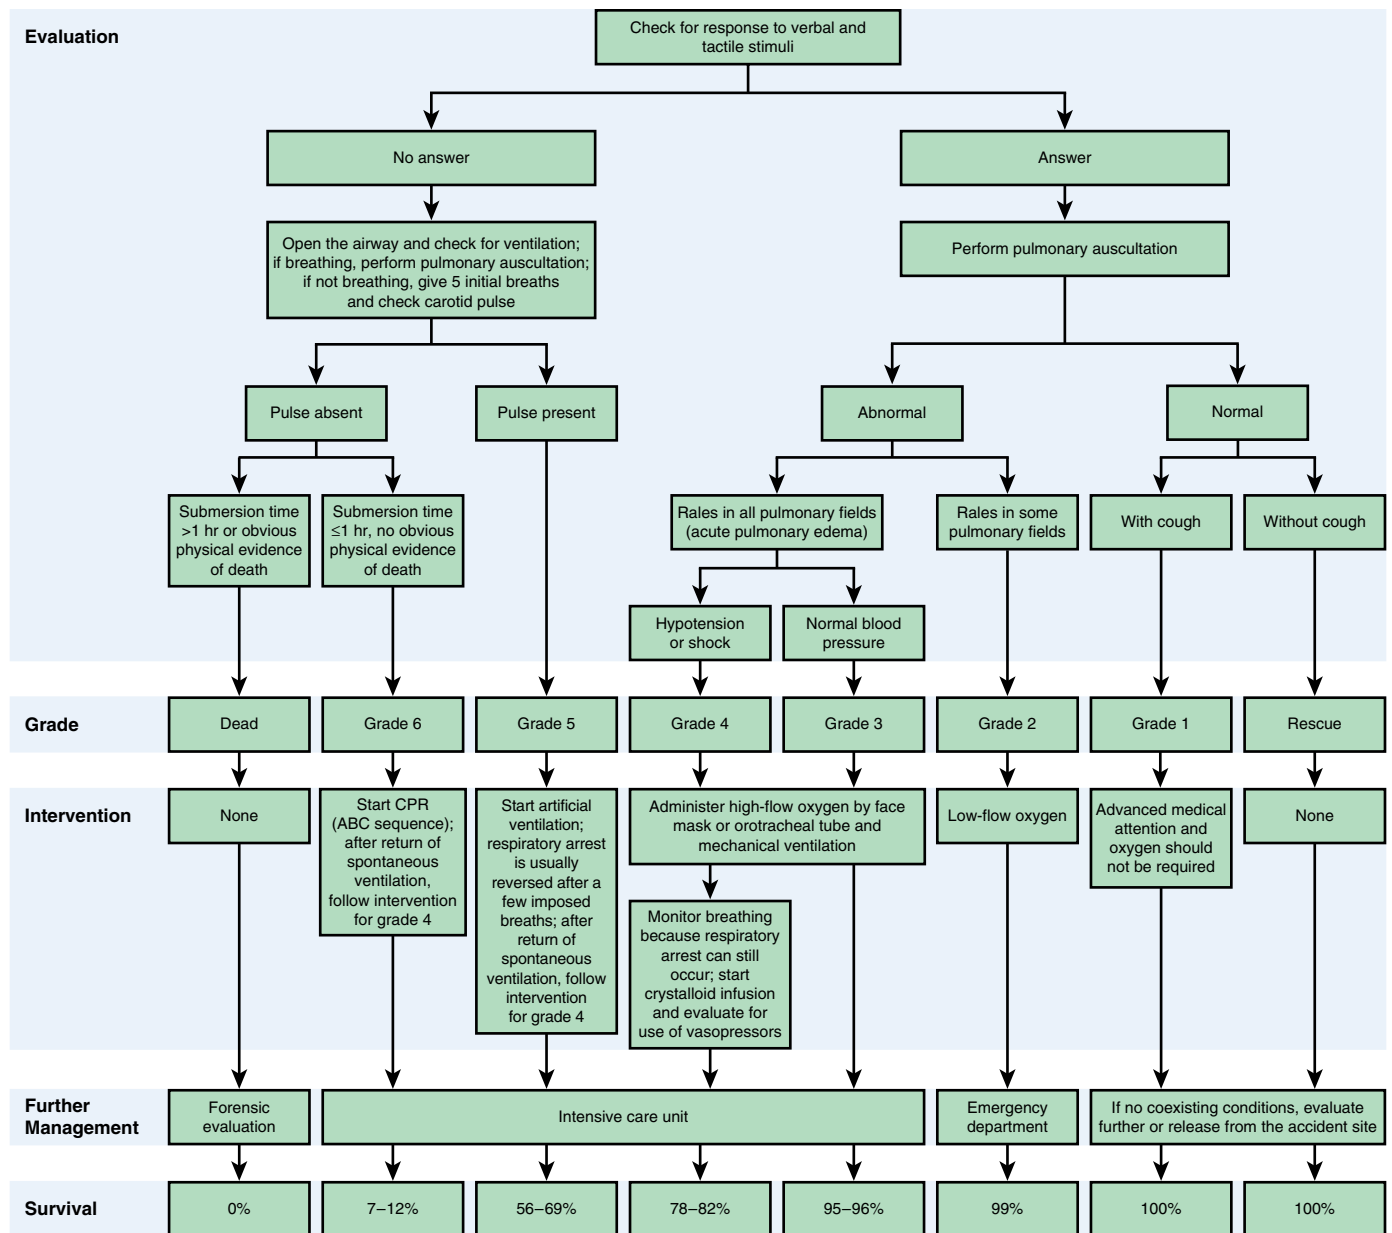 Evaluation
Check for response to verbal and
tactile stimuli
No answer
Answer
Open the airway and check for ventilation;
if breathing, perform pulmonary auscultation;
if not breathing, give 5 initial breaths
and check carotid pulse
Perform pulmonary auscultation
Pulse absent
Pulse present
Abnormal
Normal
Submersion time
>1 hr or obvious
physical evidence
of death
Submersion time
≤1 hr, no obvious
physical evidence
of death
Rales in all pulmonary fields
(acute pulmonary edema)
Rales in some
pulmonary fields
With cough
Without cough
Hypotension
or shock
Normal blood
pressure
Grade
Dead
Grade 6
Grade 5
Grade 4
Grade 3
Grade 2
Grade 1
Rescue
Intervention
None
Start CPR
(ABC sequence);
after return of
spontaneous
ventilation,
follow intervention
for grade 4
Start artificial
ventilation;
respiratory arrest
is usually
reversed after a
few imposed
breaths; after
return of
spontaneous
ventilation, follow
intervention
for grade 4
Administer high-flow oxygen by face
mask or orotracheal tube and
mechanical ventilation
Monitor breathing
because respiratory
arrest can still
occur; start
crystalloid infusion
and evaluate for
use of vasopressors
Low-flow oxygen
Advanced medical
attention and
oxygen should
not be required
None
Further
Management
Forensic
evaluation
Intensive care unit
Emergency
department
If no coexisting conditions, evaluate
further or release from the accident site
Survival
0%
7–12%
56–69%
78–82%
95–96%
99%
100%
100%